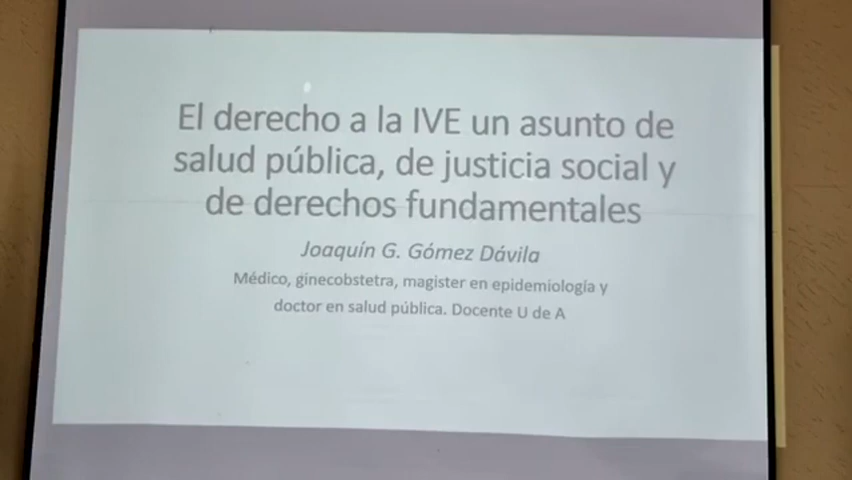 El derecho a la IVE un asunto de
salud pública, de justicia social y
de derechos fundamentales
Joaquín G. Gómez Dávila
Médico, ginecobstetra, magister en epidemiología y
doctor en salud pública. Docente U de A